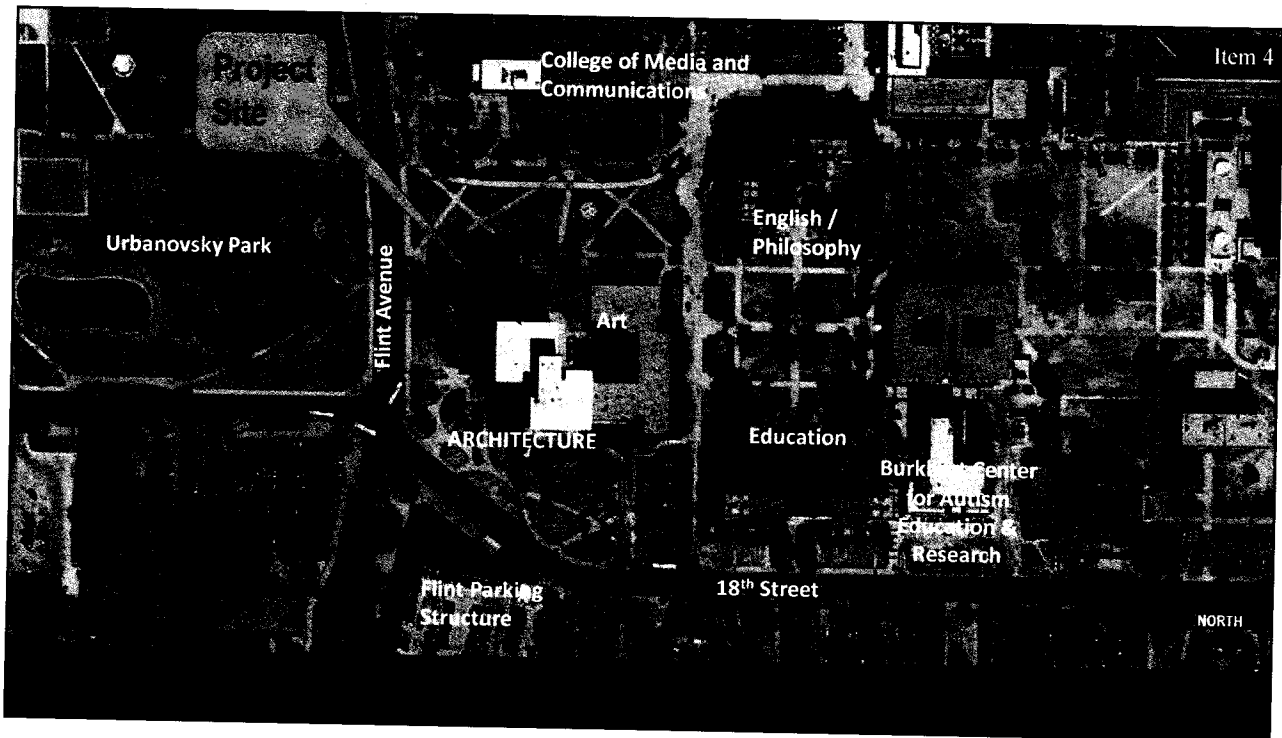 Item 4
Project
Site
College of Media and
Communications
English /
Philosophy
Urbanovsky Park
Flint Avenue
Art
ARCHITECTURE
Education
Burkhart Center
for Autism
Education &
Research
Flint Parking
Structure
18th Street
NORTH